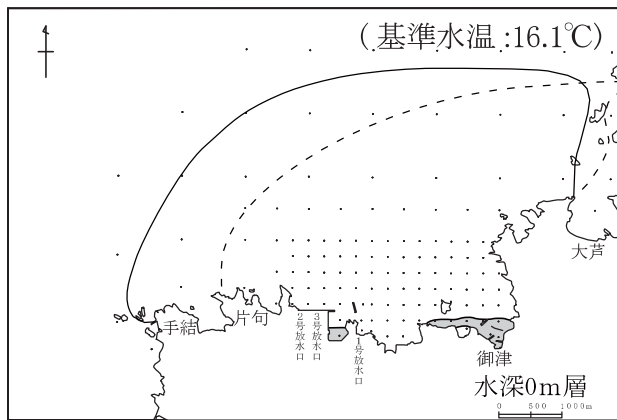 (基準水温:16.1℃)
大芦
手結
片句
2号放水口
3号放水口
1号放水口
御津
水深0m層
0 500 1000m